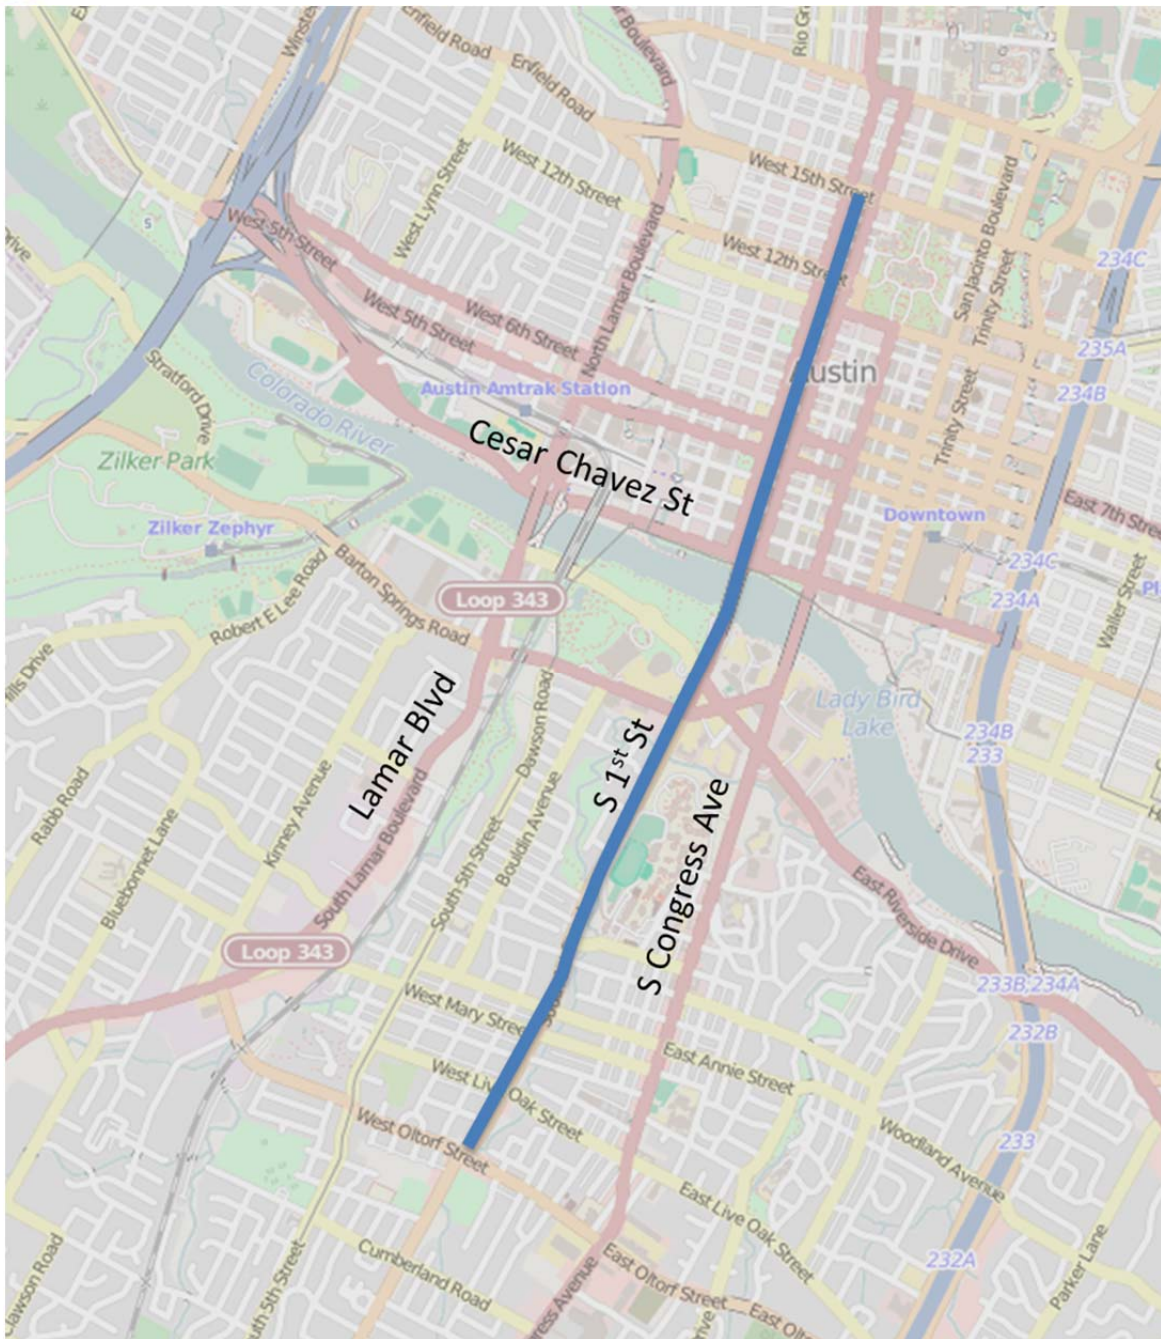 Enfield Road
Enfield Road
West 12th Street
West Lynn Street
West 15th Street
West 12th Street
North Lamar Boulevard
San Jacinto Boulevard
Trinity Street
234C
West 5th Street
West 5th Street
West 6th Street
235A
Austin
234B
Austin Amtrak Station
Stratford Drive
Colorado River
Zilker Park
Cesar Chavez St
Trinity Street
Downtown
East 7th Street
Zilker Zephyr
234C
234A
Barton Springs Road
Robert E Lee Road
Loop 343
Waller Street
Lamar Blvd
Dawson Road
S 1st St
Lady Bird
Lake
234B
233
Rabb Road
Kinney Avenue
Bluebonnet Lane
South Lamar Boulevard
Bouldin Avenue
South 5th Street
S Congress Ave
East Riverside Drive
Loop 343
233B;234A
232B
West Mary Street
East Annie Street
West Live Oak Street
West Oltorf Street
Woodland Avenue
233
East Live Oak Street
Cumberland Road
East Oltorf Street
232A
Parker Lane